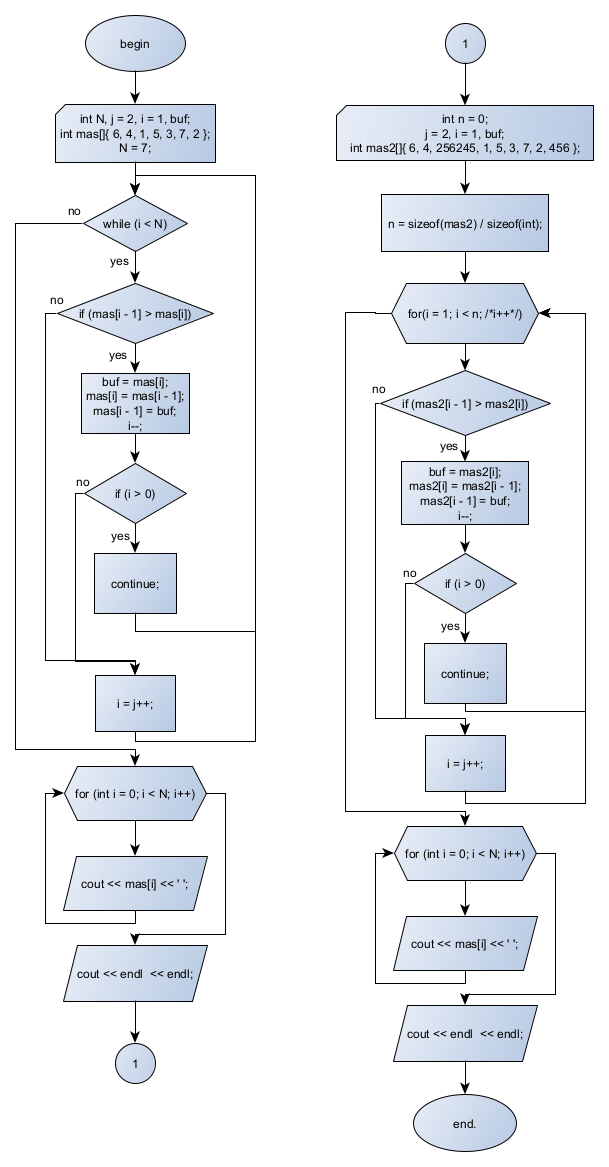 begin
int N, j = 2, i = 1, buf;
int mas[]{ 6, 4, 1, 5, 3, 7, 2 };
N = 7;
no
while (i < N)
yes
no
if (mas[i - 1] > mas[i])
yes
buf = mas[i];
mas[i] = mas[i - 1];
mas[i - 1] = buf;
i--;
no
if (i > 0)
yes
continue;
i = j++;
for (int i = 0; i < N; i++)
cout << mas[i] << ' ';
cout << endl  << endl;
1
1
int n = 0;
j = 2, i = 1, buf;
int mas2[]{ 6, 4, 256245, 1, 5, 3, 7, 2, 456 };
n = sizeof(mas2) / sizeof(int);
for(i = 1; i < n; /*i++*/)
no
if (mas2[i - 1] > mas2[i])
yes
buf = mas2[i];
mas2[i] = mas2[i - 1];
mas2[i - 1] = buf;
i--;
no
if (i > 0)
yes
continue;
i = j++;
for (int i = 0; i < N; i++)
cout << mas[i] << ' ';
cout << endl  << endl;
end.